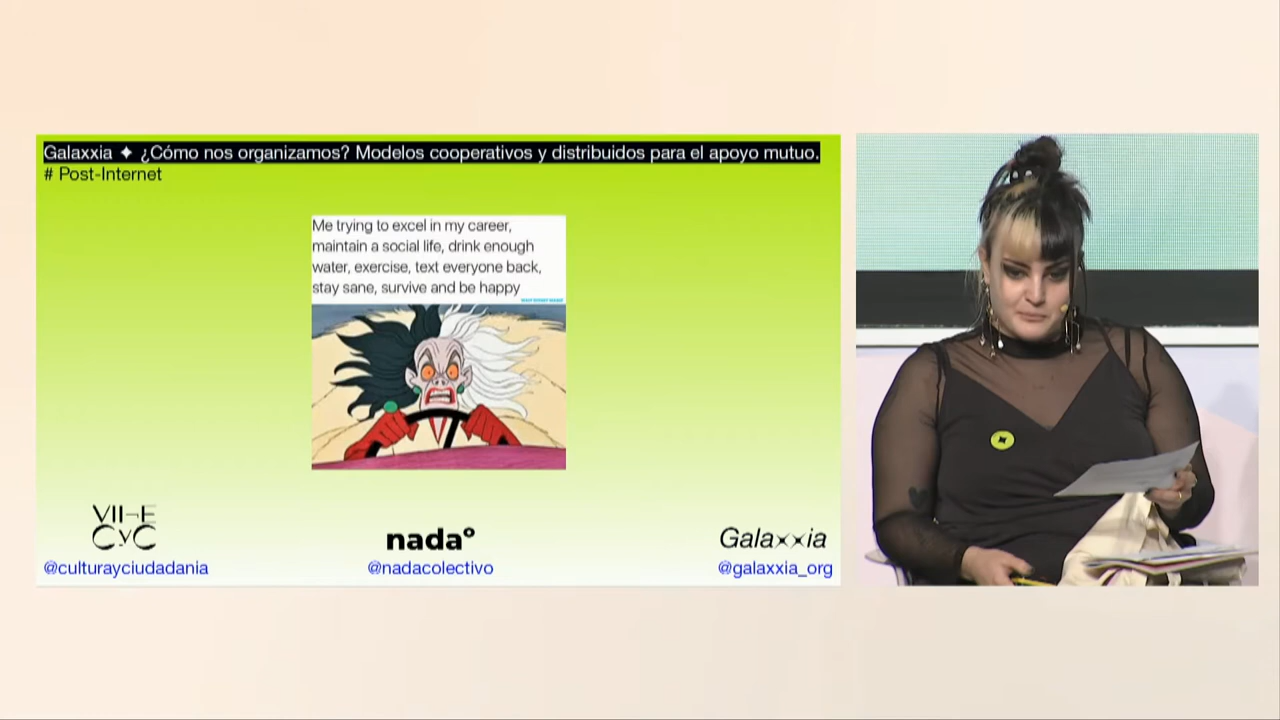 Galaxxia ✦ ¿Cómo nos organizamos? Modelos cooperativos y distribuidos para el apoyo mutuo.
# Post-Internet
Me trying to excel in my career,
maintain a social life, drink enough
water, exercise, text everyone back,
stay sane, survive and be happy
VII E
CyC
@culturayciudadania
nadaº
@nadacolectivo
Galaxxia
@galaxxia_org